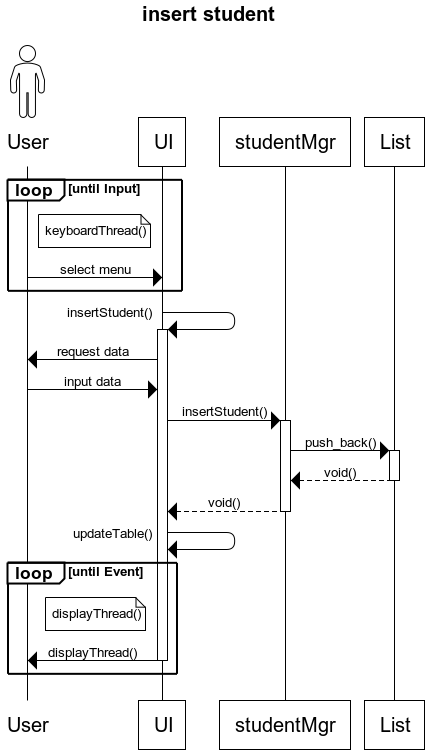 insert student
User
UI
studentMgr
List
loop [until Input]
keyboardThread()
select menu
insertStudent()
request data
input data
insertStudent()
push_back()
void()
void()
updateTable()
loop [until Event]
displayThread()
displayThread()
User
UI
studentMgr
List